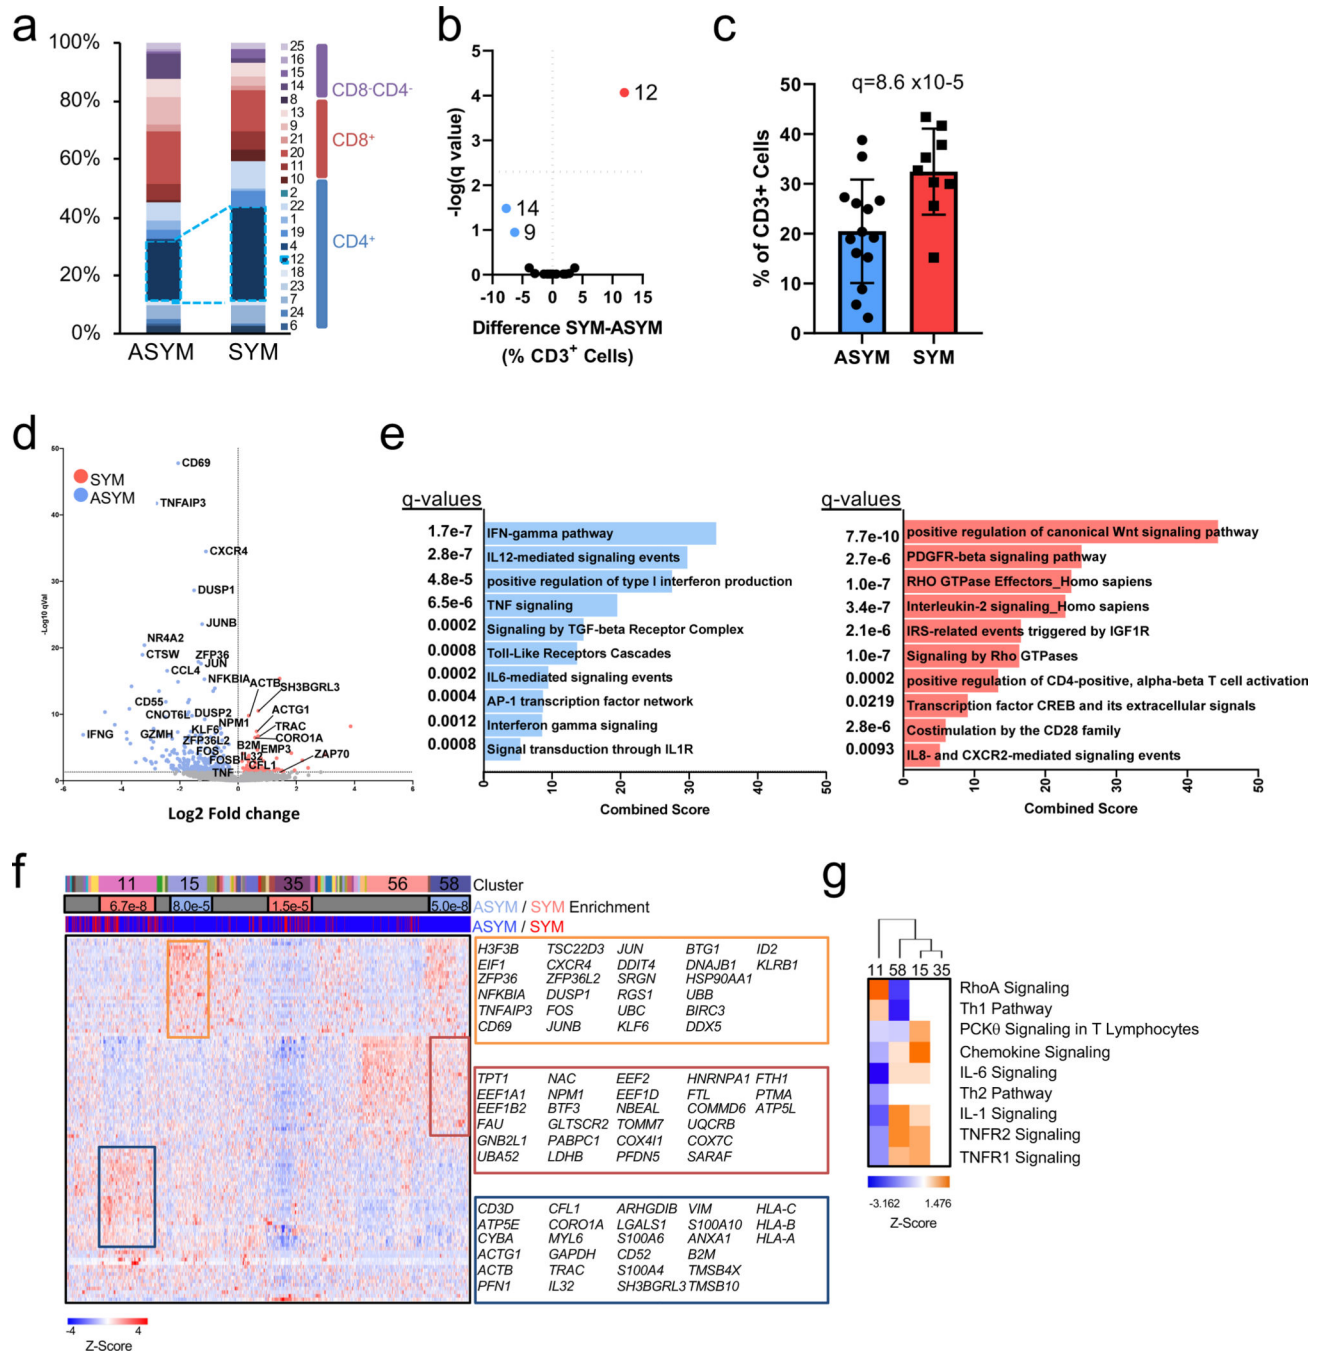 a
100%
80%
60%
40%
20%
0%
ASYM SYM
25
16
15
14
8
13
9
21
20
11
10
2
22
1
19
4
12
18
23
7
24
6
CD8-CD4-
CD8+
CD4+
b
5
4
3
2
1
0
-log(q value)
12
14
9
-10 -5 0 5 10 15
Difference SYM-ASYM
(% CD3+ Cells)
c
q=8.6 x10-5
50
40
30
20
10
0
% of CD3+ Cells
ASYM SYM
d
50
40
30
20
10
0
-Log10 qVal
SYM
ASYM
CD69
TNFAIP3
CXCR4
DUSP1
JUNB
NR4A2
CTSW
ZFP36
JUN
CCL4
NFKBIA
ACTB
SH3BGRL3
CD55
CNOT6L
DUSP2
ACTG1
NPM1
TRAC
IFNG
GZMH
KLF6
CORO1A
ZFP36L2
B2M
EMP3
FOS
IL32
ZAP70
FOSB
CFL1
TNF
-6 -4 -2 0 2 4 6
Log2 Fold change
e
q-values
1.7e-7 IFN-gamma pathway
2.8e-7 IL12-mediated signaling events
4.8e-5 positive regulation of type I interferon production
6.5e-6 TNF signaling
0.0002 Signaling by TGF-beta Receptor Complex
0.0008 Toll-Like Receptors Cascades
0.0002 IL6-mediated signaling events
0.0004 AP-1 transcription factor network
0.0012 Interferon gamma signaling
0.0008 Signal transduction through IL1R
0 10 20 30 40 50
Combined Score
q-values
7.7e-10 positive regulation of canonical Wnt signaling pathway
2.7e-6 PDGFR-beta signaling pathway
1.0e-7 RHO GTPase Effectors_Homo sapiens
3.4e-7 Interleukin-2 signaling_Homo sapiens
2.1e-6 IRS-related events triggered by IGF1R
1.0e-7 Signaling by Rho GTPases
0.0002 positive regulation of CD4-positive, alpha-beta T cell activation
0.0219 Transcription factor CREB and its extracellular signals
2.8e-6 Costimulation by the CD28 family
0.0093 IL8- and CXCR2-mediated signaling events
0 10 20 30 40 50
Combined Score
f
11 15 35 56 58 Cluster
6.7e-8 8.0e-5 1.5e-5 5.0e-8 ASYM / SYM Enrichment
ASYM / SYM
H3F3B TSC22D3 JUN BTG1 ID2
EIF1 CXCR4 DDIT4 DNAJB1 KLRB1
ZFP36 ZFP36L2 SRGN HSP90AA1
NFKBIA DUSP1 RGS1 UBB
TNFAIP3 FOS UBC BIRC3
CD69 JUNB KLF6 DDX5
TPT1 NAC EEF2 HNRNPA1 FTH1
EEF1A1 NPM1 EEF1D FTL PTMA
EEF1B2 BTF3 NBEAL COMMD6 ATP5L
FAU GLTSCR2 TOMM7 UQCRB
GNB2L1 PABPC1 COX4I1 COX7C
UBA52 LDHB PFDN5 SARAF
CD3D CFL1 ARHGDIB VIM HLA-C
ATP5E CORO1A LGALS1 S100A10 HLA-B
CYBA MYL6 S100A6 ANXA1 HLA-A
ACTG1 GAPDH CD52 B2M
ACTB TRAC S100A4 TMSB4X
PFN1 IL32 SH3BGRL3 TMSB10
-4 4
Z-Score
g
11 58 15 35
RhoA Signaling
Th1 Pathway
PCKθ Signaling in T Lymphocytes
Chemokine Signaling
IL-6 Signaling
Th2 Pathway
IL-1 Signaling
TNFR2 Signaling
TNFR1 Signaling
-3.162 1.476
Z-Score